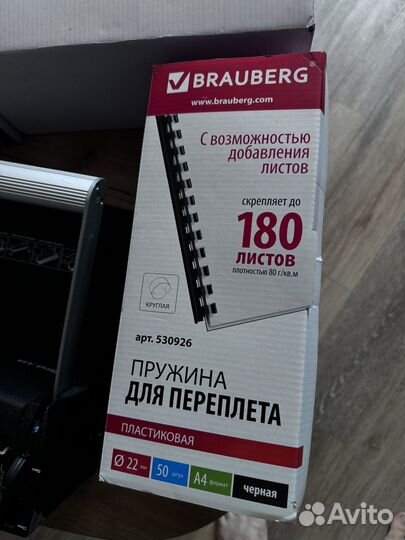 BRAUBERG®
www.brauberg.com
С ВОЗМОЖНОСТЬЮ
ДОБАВЛЕНИЯ
ЛИСТОВ
скрепляет до
180
ЛИСТОВ
плотностью 80 г/кв.м
КРУГЛАЯ
арт. 530926
ПРУЖИНА
ДЛЯ ПЕРЕПЛЕТА
ПЛАСТИКОВАЯ
Ø 22 мм 50 штук А4 формат черная
Avito